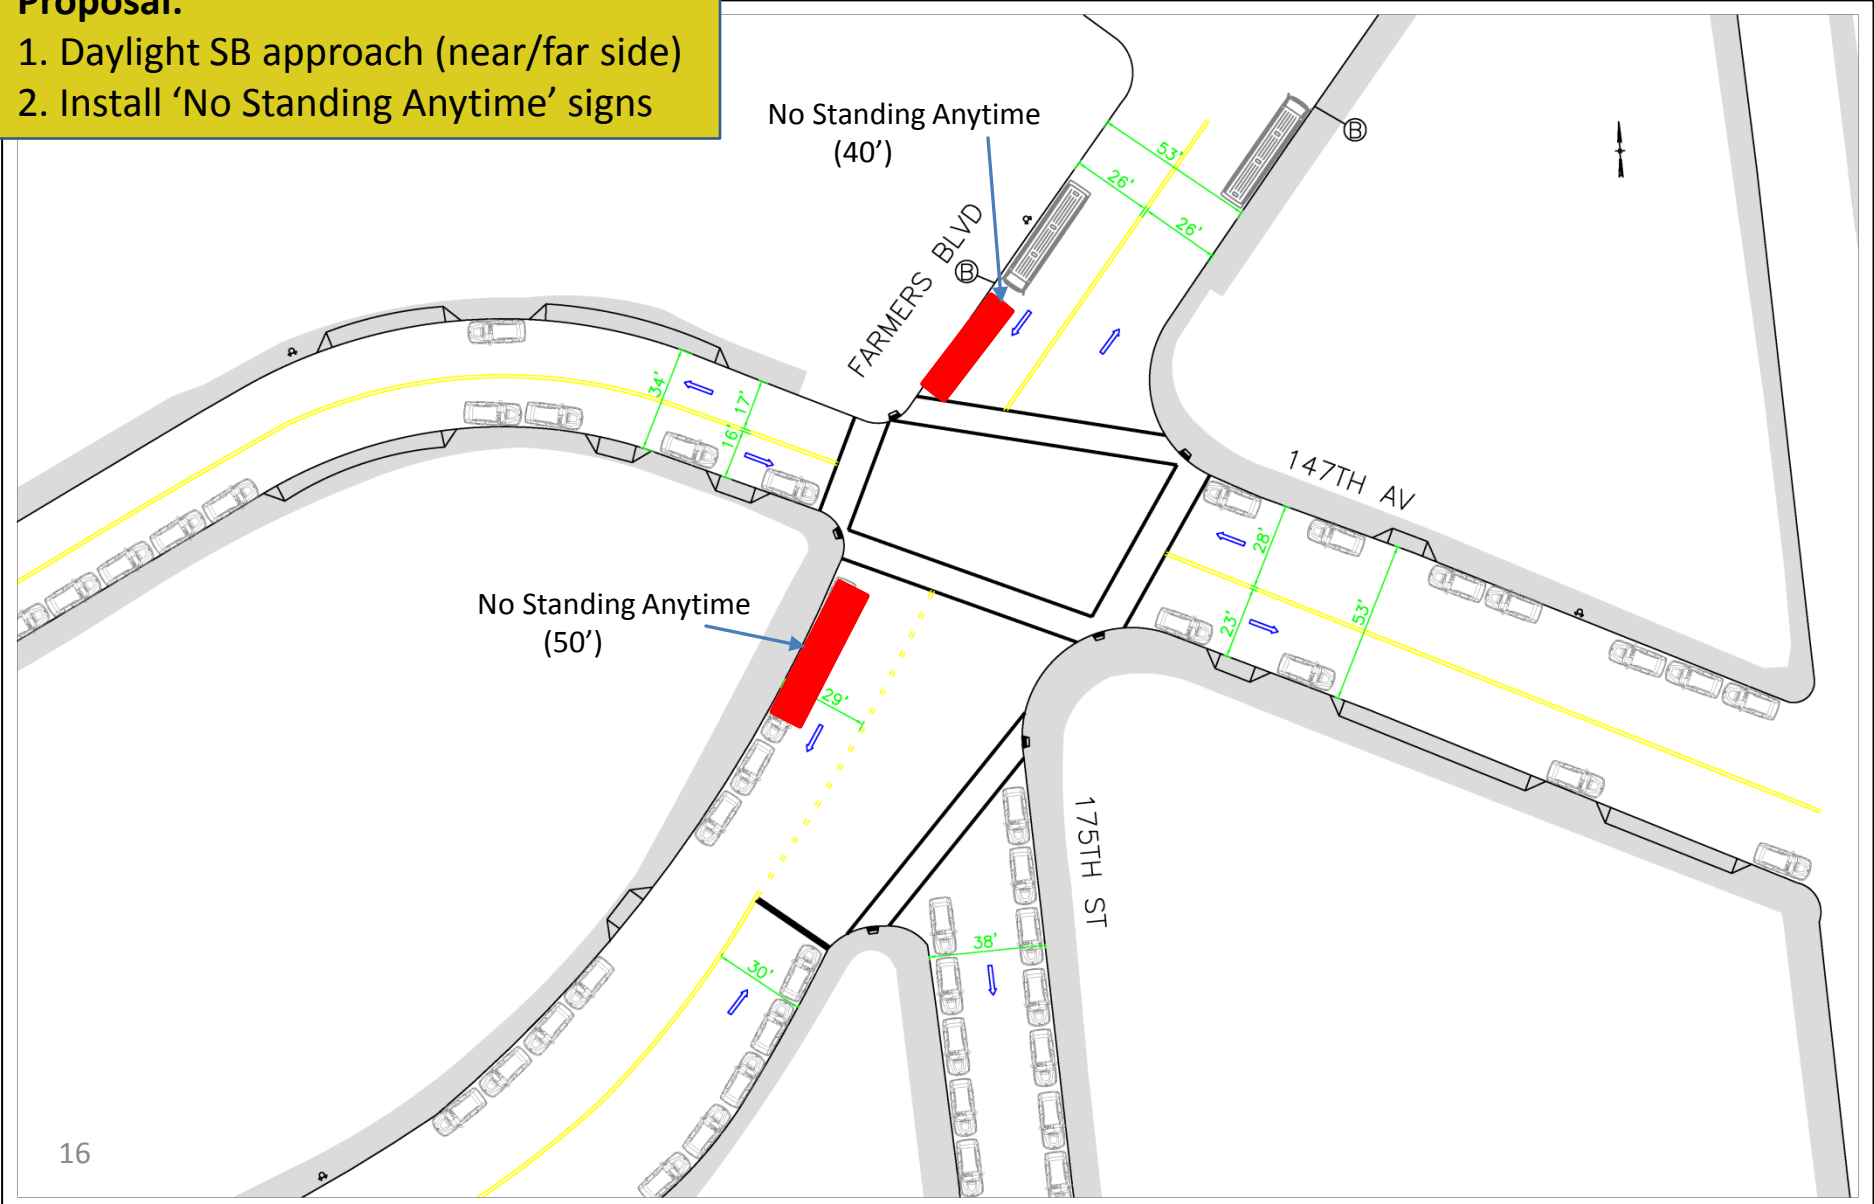 Proposal:
1. Daylight SB approach (near/far side)
2. Install ‘No Standing Anytime’ signs
No Standing Anytime
(40’)
B
53'
26'
26'
FARMERS BLVD
B
34'
17'
16'
147TH AV
28'
23'
53'
No Standing Anytime
(50’)
29'
175TH ST
38'
30'
16